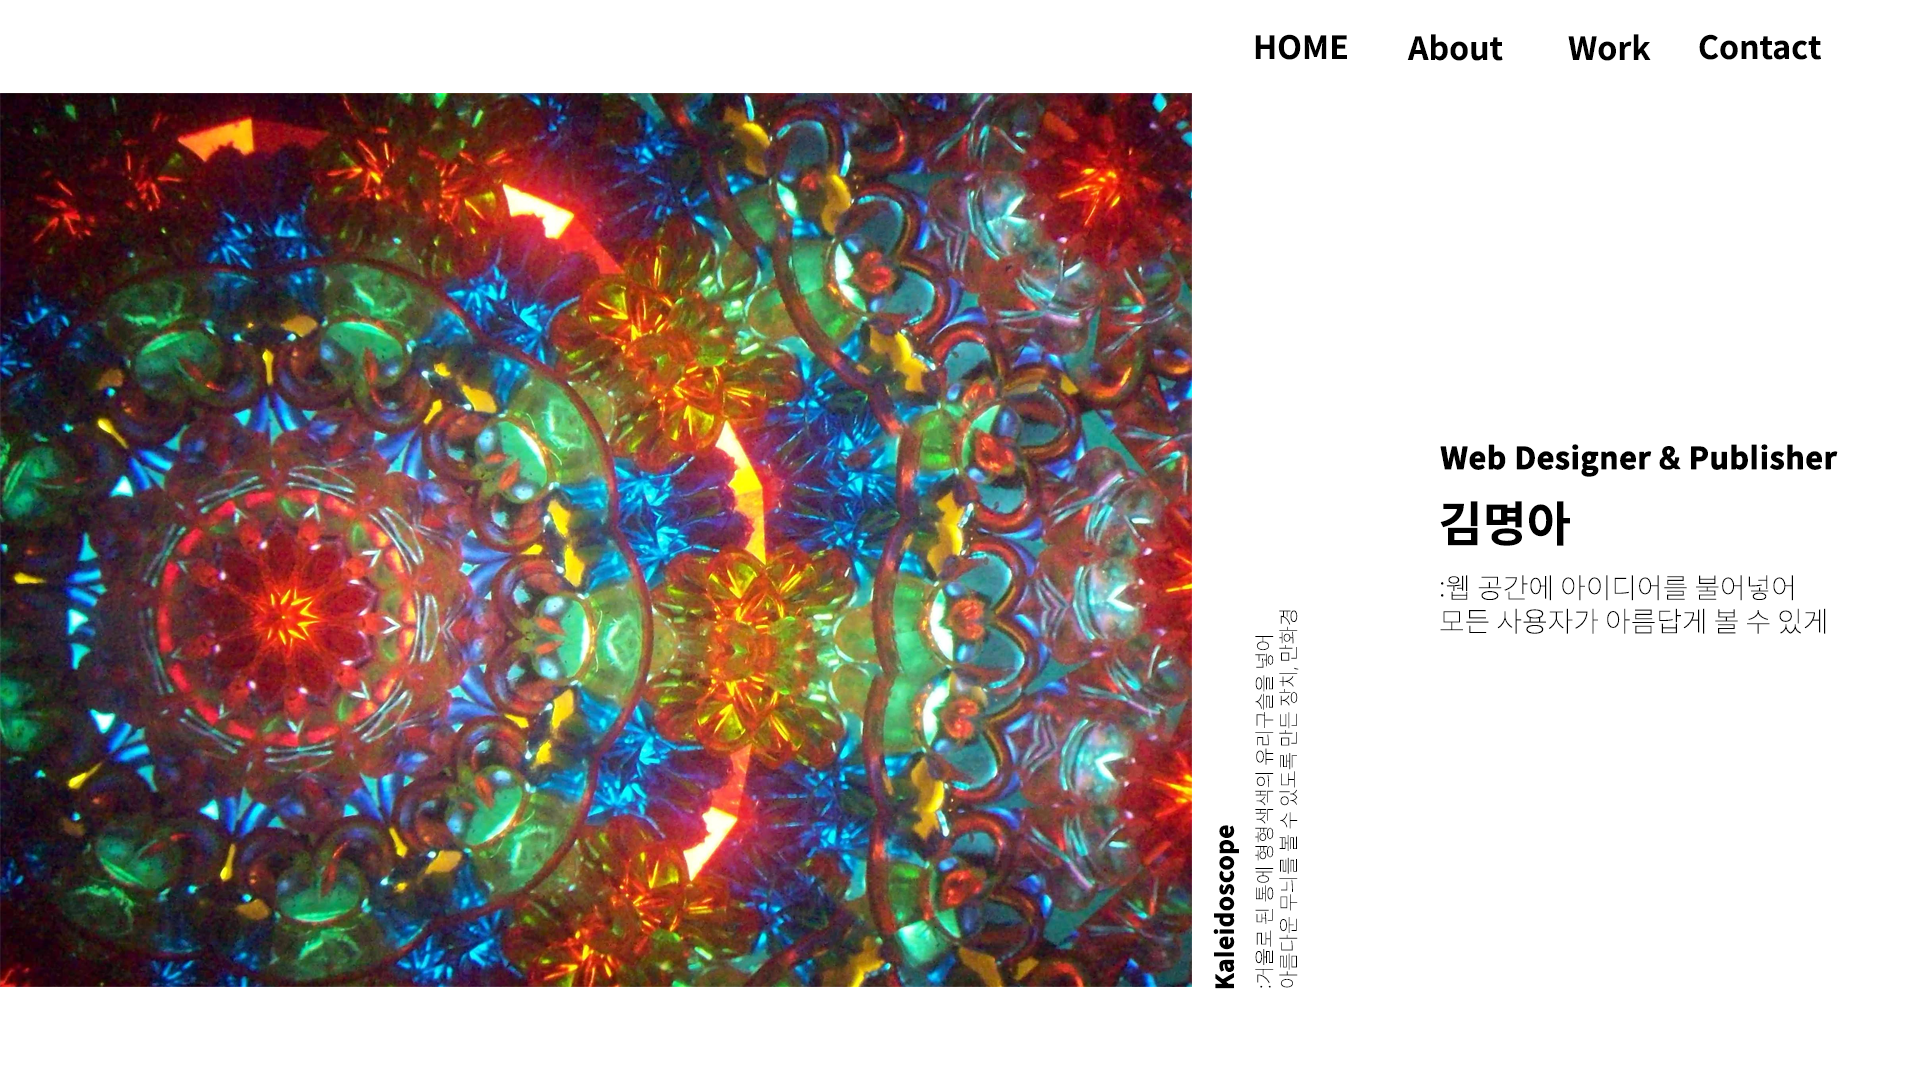 HOME About Work Contact
Web Designer & Publisher
김명아
:웹 공간에 아이디어를 불어넣어
모든 사용자가 아름답게 볼 수 있게
Kaleidoscope
:거울로 된 통에 형형색색의 유리구슬을 넣어
아름다운 무늬를 볼 수 있도록 만든 장치, 만화경